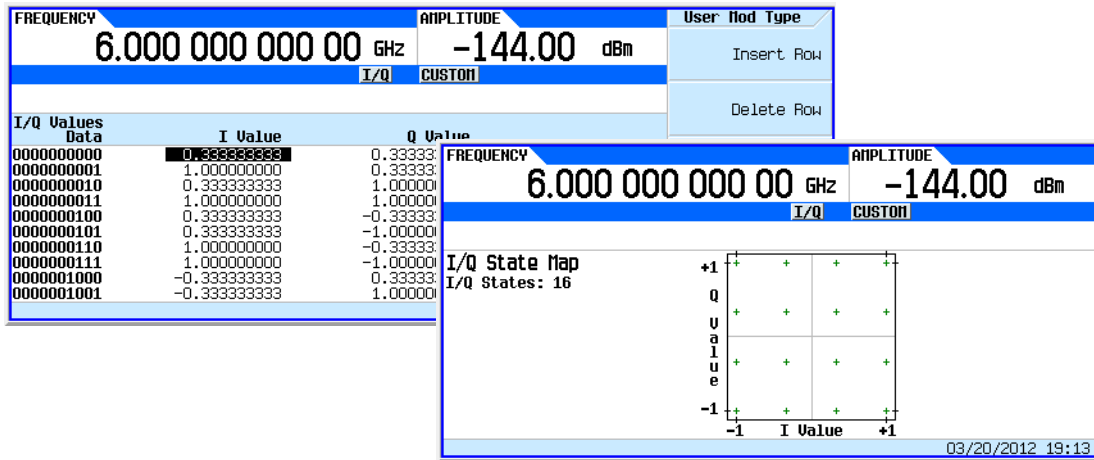 FREQUENCY AMPLITUDE User Mod Type
6.000 000 000 00 GHz -144.00 dBm
Insert Row
I/Q CUSTOM
Delete Row
I/Q Values
Data I Value Q Value
0000000000 0.333333333 0.33333
0000000001 1.000000000 0.33333
0000000010 0.333333333 1.00000
0000000011 1.000000000 1.00000
0000000100 0.333333333 -0.33333
0000000101 0.333333333 -1.00000
0000000110 1.000000000 -0.33333
0000000111 1.000000000 -1.00000
0000001000 -0.333333333 0.33333
0000001001 -0.333333333 1.00000
FREQUENCY AMPLITUDE
6.000 000 000 00 GHz -144.00 dBm
I/Q CUSTOM
I/Q State Map
I/Q States: 16
+1
Q Value
-1
-1 I Value +1
03/20/2012 19:13